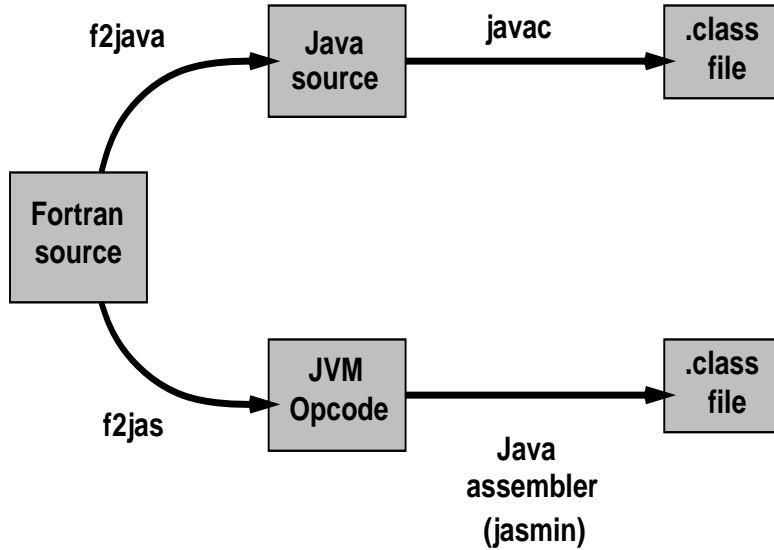 f2java
Java
source
javac
.class
file
Fortran
source
f2jas
JVM
Opcode
Java
assembler
(jasmin)
.class
file